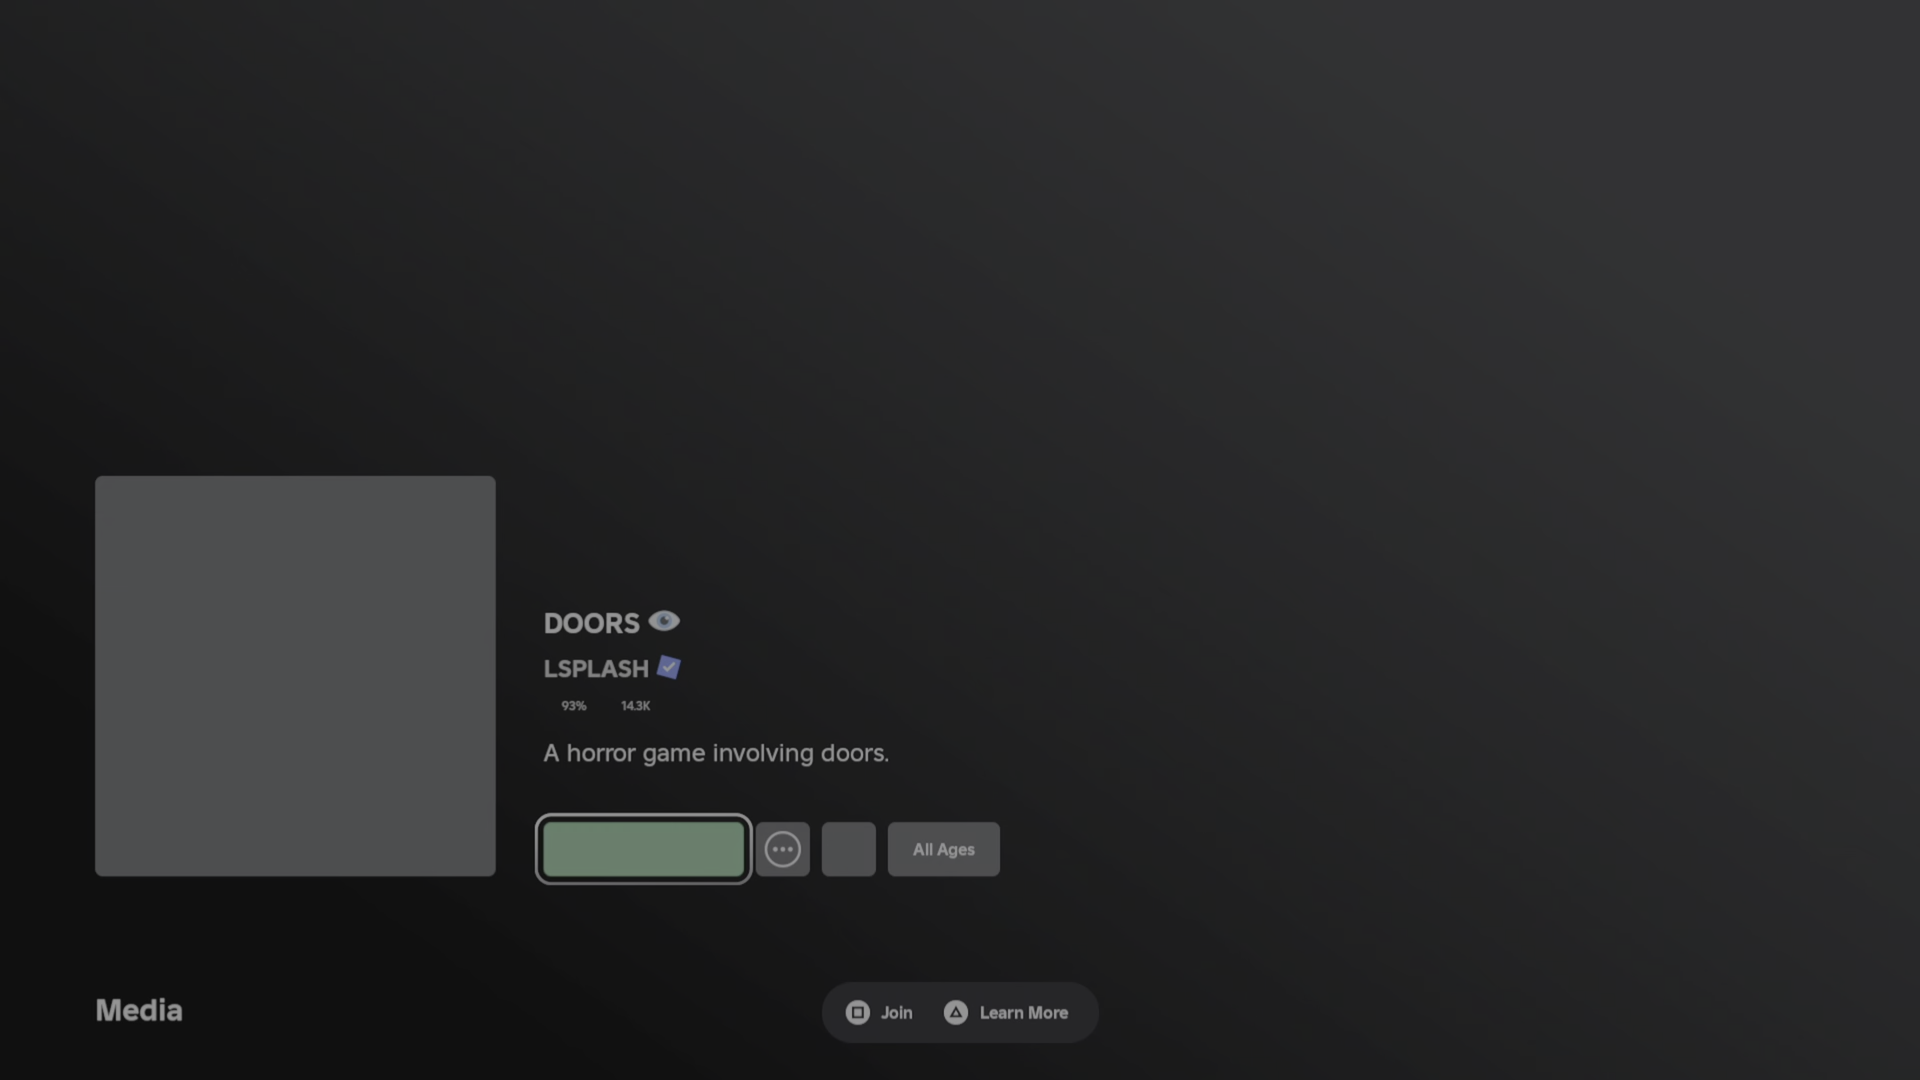 DOORS 👁
LSPLASH
93% 14.3K
A horror game involving doors.
All Ages
Media
Join Learn More